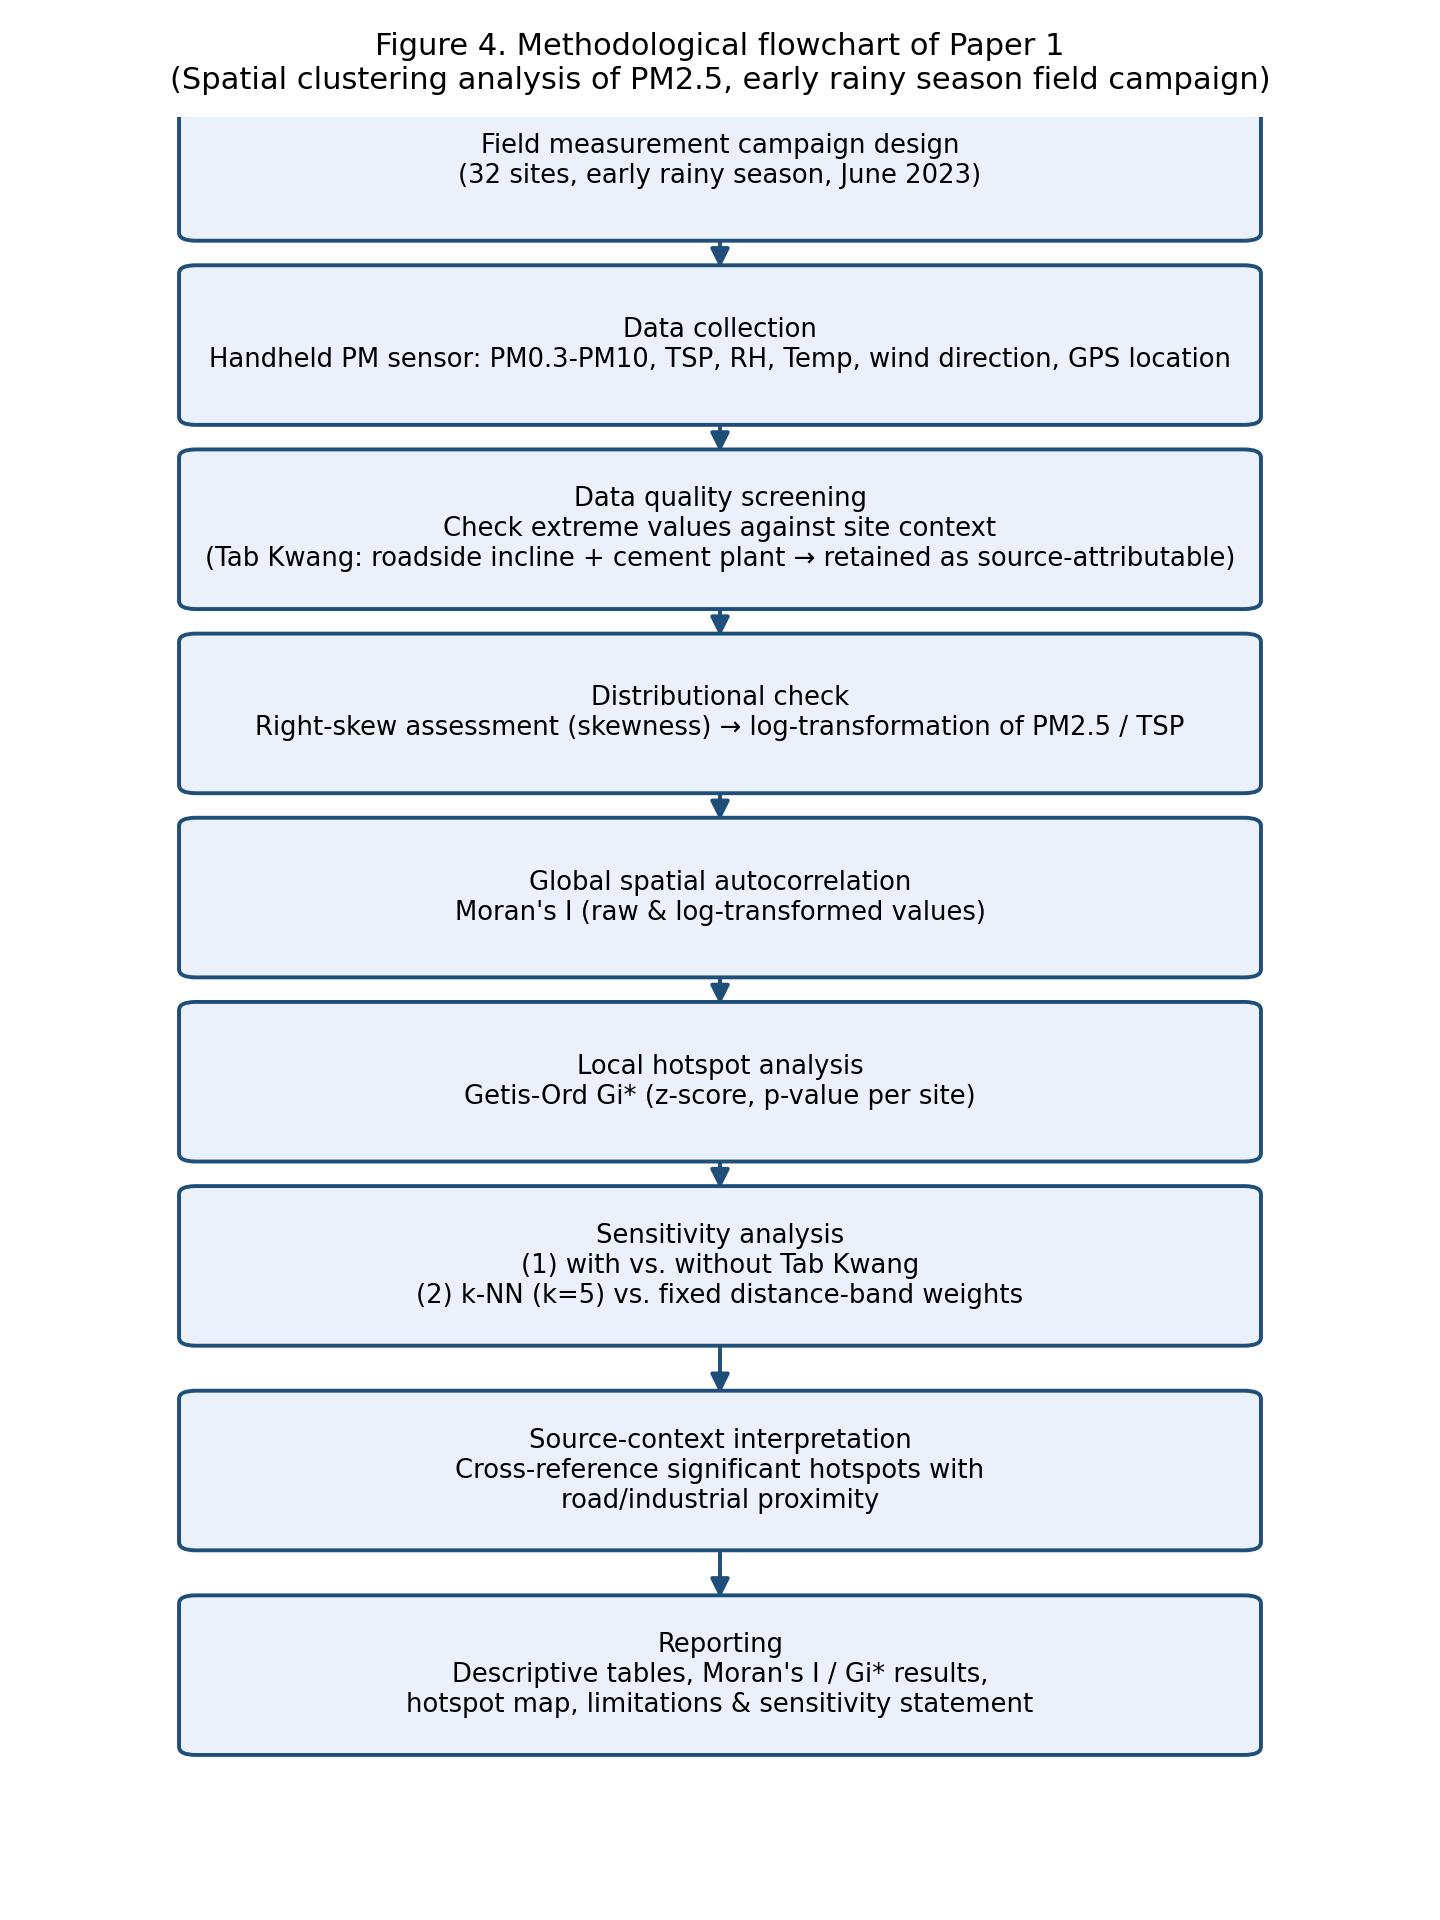 Figure 4. Methodological flowchart of Paper 1
(Spatial clustering analysis of PM2.5, early rainy season field campaign)
Field measurement campaign design
(32 sites, early rainy season, June 2023)
Data collection
Handheld PM sensor: PM0.3-PM10, TSP, RH, Temp, wind direction, GPS location
Data quality screening
Check extreme values against site context
(Tab Kwang: roadside incline + cement plant → retained as source-attributable)
Distributional check
Right-skew assessment (skewness) → log-transformation of PM2.5 / TSP
Global spatial autocorrelation
Moran's I (raw & log-transformed values)
Local hotspot analysis
Getis-Ord Gi* (z-score, p-value per site)
Sensitivity analysis
(1) with vs. without Tab Kwang
(2) k-NN (k=5) vs. fixed distance-band weights
Source-context interpretation
Cross-reference significant hotspots with
road/industrial proximity
Reporting
Descriptive tables, Moran's I / Gi* results,
hotspot map, limitations & sensitivity statement